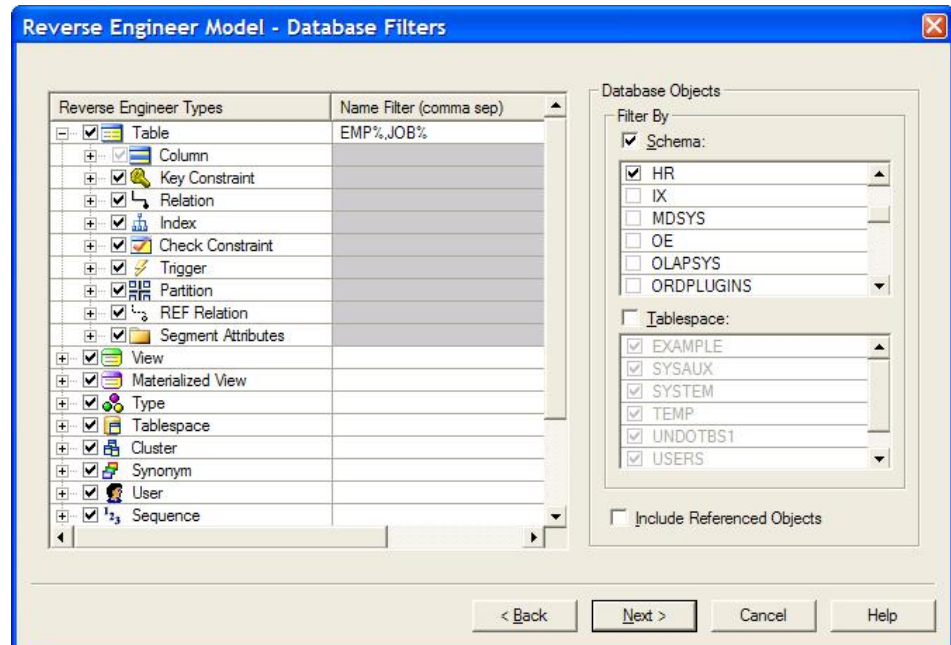 Reverse Engineer Model - Database Filters
Reverse Engineer Types Name Filter (comma sep)
Table EMP%,JOB%
Column
Key Constraint
Relation
Index
Check Constraint
Trigger
Partition
REF Relation
Segment Attributes
View
Materialized View
Type
Tablespace
Cluster
Synonym
User
1 2 3 Sequence
Database Objects
Filter By
Schema:
HR
IX
MDSYS
OE
OLAPSYS
ORDPLUGINS
Tablespace:
EXAMPLE
SYSAUX
SYSTEM
TEMP
UNDOTBS1
USERS
Include Referenced Objects
< Back Next > Cancel Help